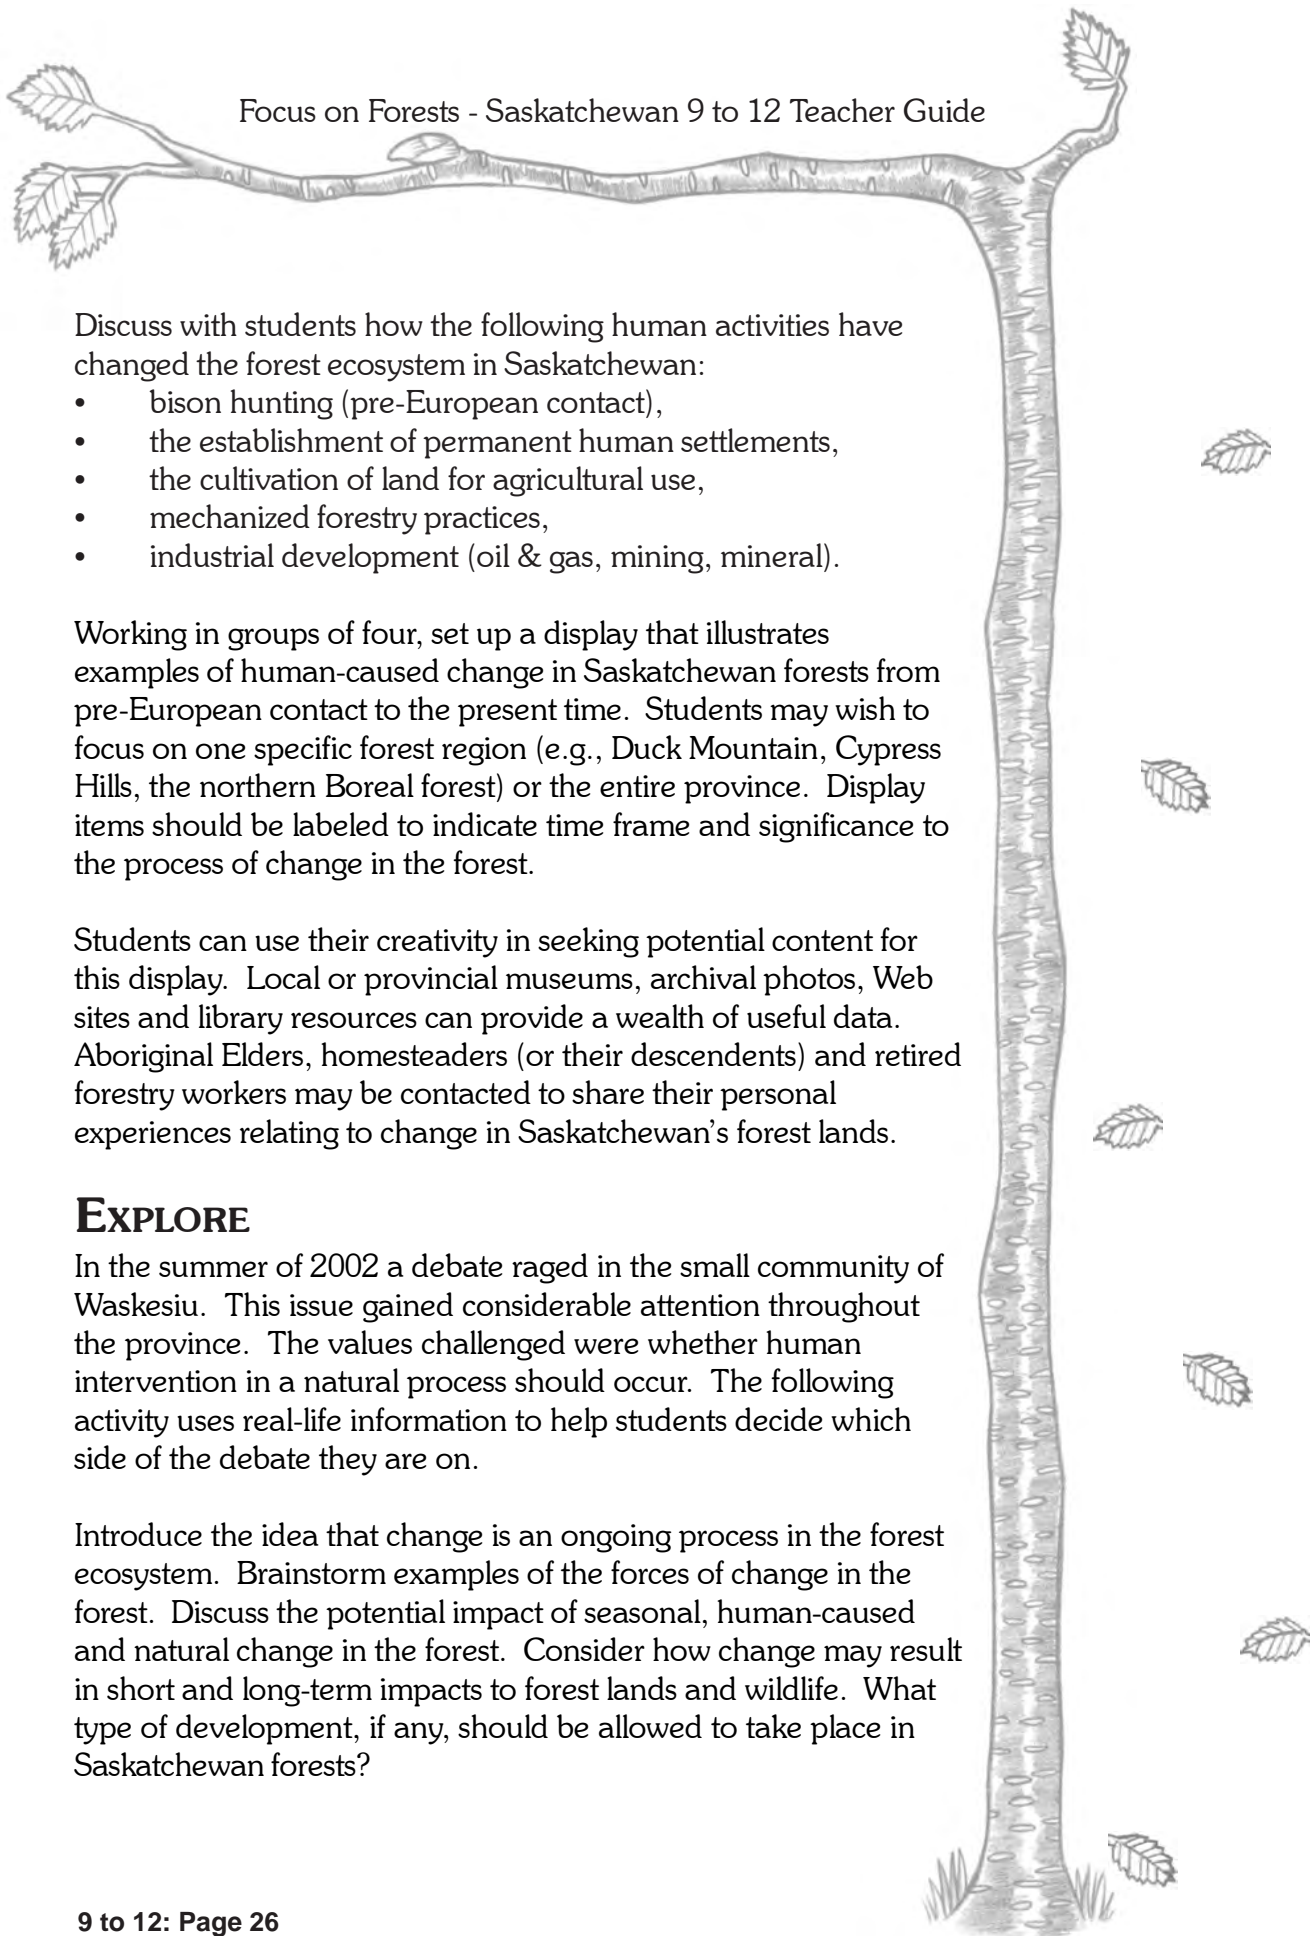 Focus on Forests - Saskatchewan 9 to 12 Teacher Guide
Discuss with students how the following human activities have
changed the forest ecosystem in Saskatchewan:
• bison hunting (pre-European contact),
• the establishment of permanent human settlements,
• the cultivation of land for agricultural use,
• mechanized forestry practices,
• industrial development (oil & gas, mining, mineral).
Working in groups of four, set up a display that illustrates
examples of human-caused change in Saskatchewan forests from
pre-European contact to the present time. Students may wish to
focus on one specific forest region (e.g., Duck Mountain, Cypress
Hills, the northern Boreal forest) or the entire province. Display
items should be labeled to indicate time frame and significance to
the process of change in the forest.
Students can use their creativity in seeking potential content for
this display. Local or provincial museums, archival photos, Web
sites and library resources can provide a wealth of useful data.
Aboriginal Elders, homesteaders (or their descendents) and retired
forestry workers may be contacted to share their personal
experiences relating to change in Saskatchewan's forest lands.
EXPLORE
In the summer of 2002 a debate raged in the small community of
Waskesiu. This issue gained considerable attention throughout
the province. The values challenged were whether human
intervention in a natural process should occur. The following
activity uses real-life information to help students decide which
side of the debate they are on.
Introduce the idea that change is an ongoing process in the forest
ecosystem. Brainstorm examples of the forces of change in the
forest. Discuss the potential impact of seasonal, human-caused
and natural change in the forest. Consider how change may result
in short and long-term impacts to forest lands and wildlife. What
type of development, if any, should be allowed to take place in
Saskatchewan forests?
9 to 12: Page 26